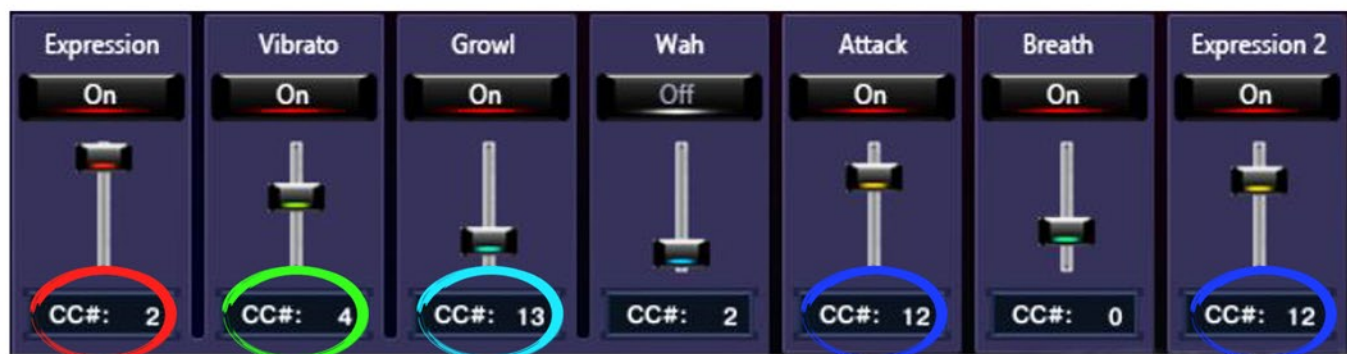 Expression Vibrato Growl Wah Attack Breath Expression 2
On On On Off On On On
CC#: 2 CC#: 4 CC#: 13 CC#: 2 CC#: 12 CC#: 0 CC#: 12